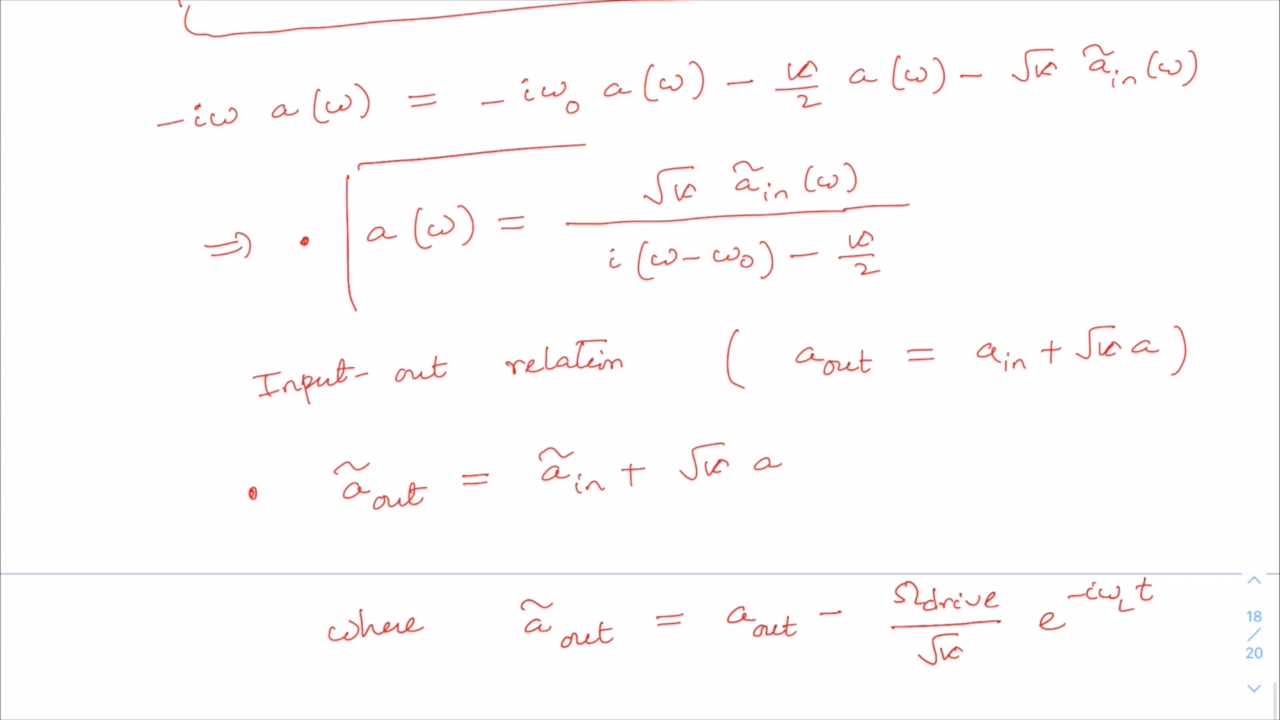 -iω a(ω) = -iω₀ a(ω) - κ/2 a(ω) - √κ ã_in(ω)
⇒ • a(ω) = √κ ã_in(ω) / (i(ω-ω₀) - κ/2)
Input-out relation ( a_out = a_in + √κ a )
• ã_out = ã_in + √κ a
where ã_out = a_out - Ω_drive/√κ e^{-iω_L t}
18
/
20